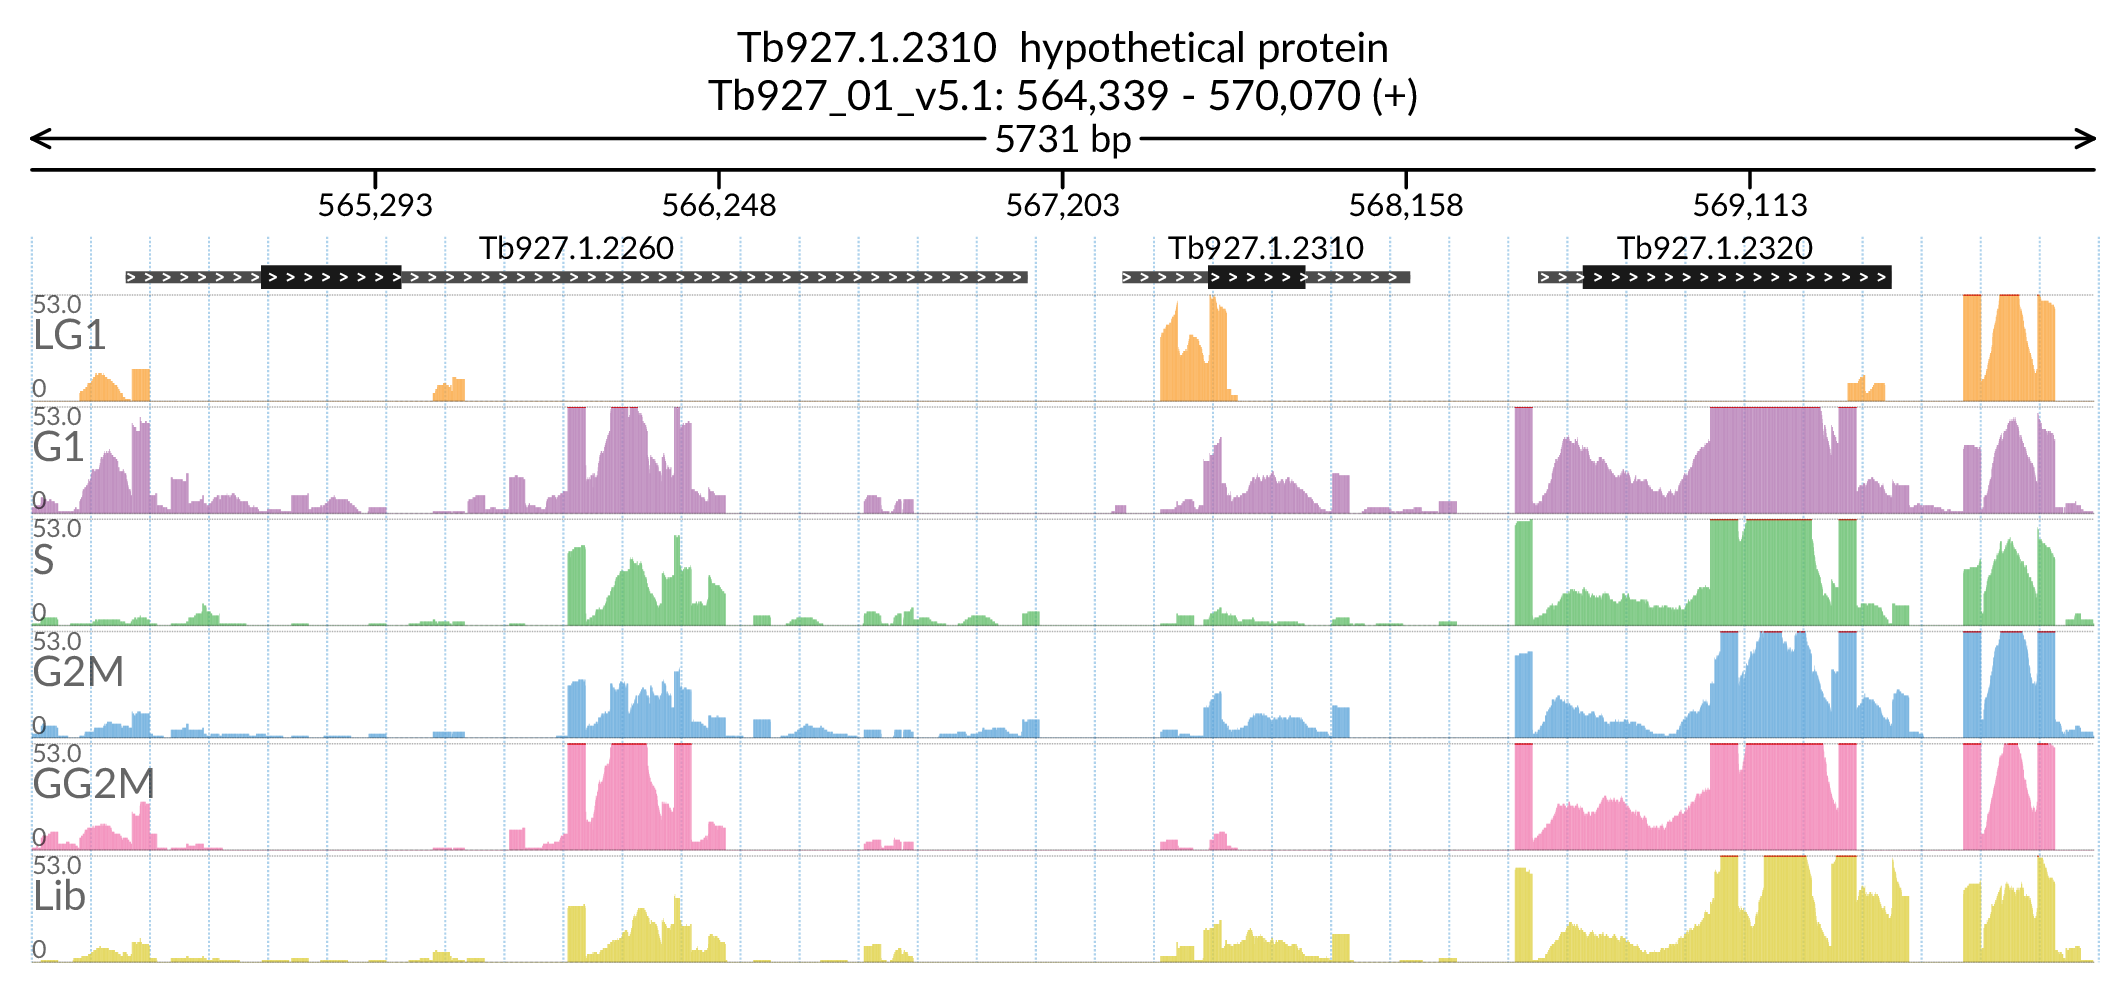 Tb927.1.2310 hypothetical protein
Tb927_01_v5.1: 564,339 - 570,070 (+)
5731 bp
565,293 566,248 567,203 568,158 569,113
Tb927.1.2260 Tb927.1.2310 Tb927.1.2320
53.0
LG1
0
53.0
G1
0
53.0
S
0
53.0
G2M
0
53.0
GG2M
0
53.0
Lib
0